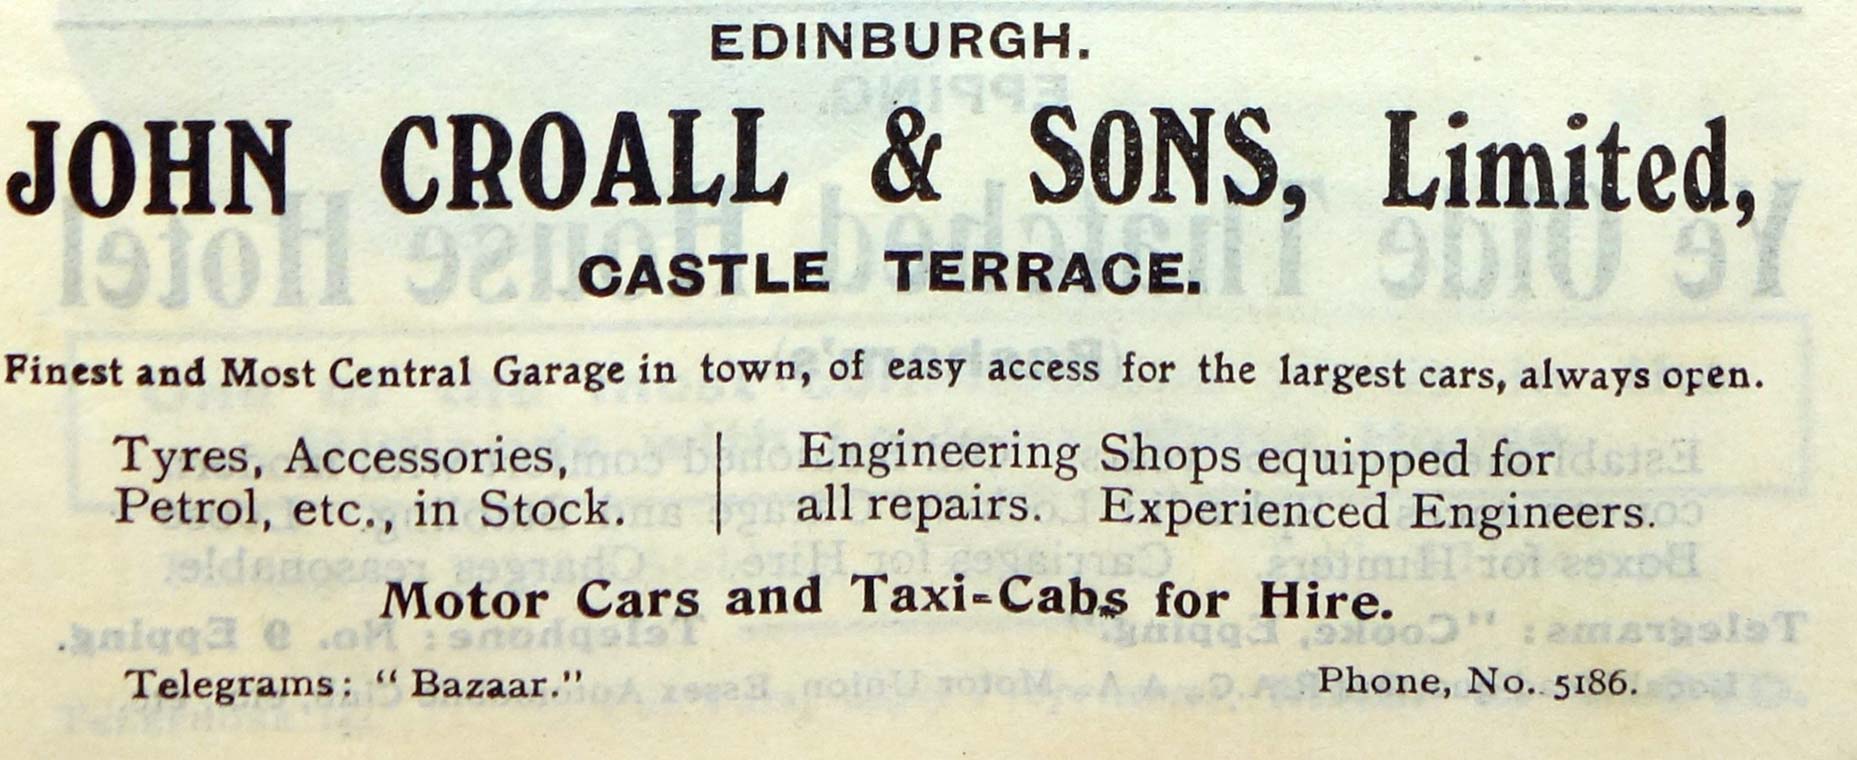 EDINBURGH.
JOHN CROALL & SONS, Limited,
CASTLE TERRACE.
Finest and Most Central Garage in town, of easy access for the largest cars, always open.
Tyres, Accessories,
Petrol, etc., in Stock.
Engineering Shops equipped for
all repairs. Experienced Engineers.
Motor Cars and Taxi-Cabs for Hire.
Telegrams: "Bazaar."
Phone, No. 5186.